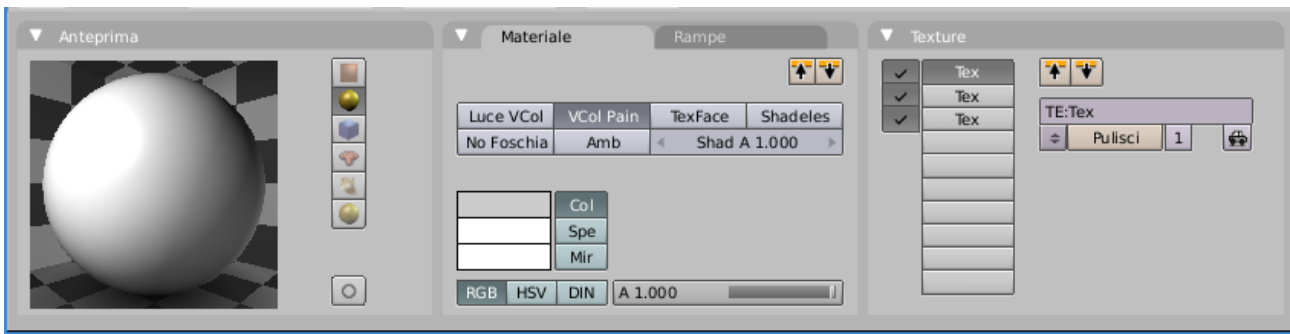 Anteprima
Materiale Rampe
Luce VCol VCol Pain TexFace Shadeles
No Foschia Amb Shad A 1.000
Col
Spe
Mir
RGB HSV DIN A 1.000
Texture
Tex
Tex
Tex
TE:Tex
Pulisci 1